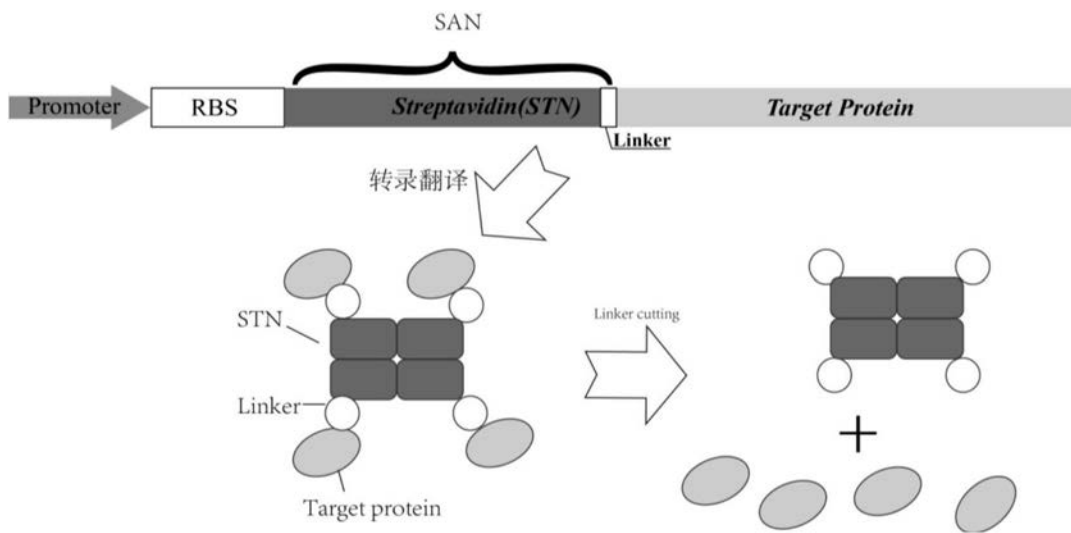 SAN
Promoter
RBS
Streptavidin(STN)
Target Protein
Linker
转录翻译
STN
Linker cutting
Linker
Target protein